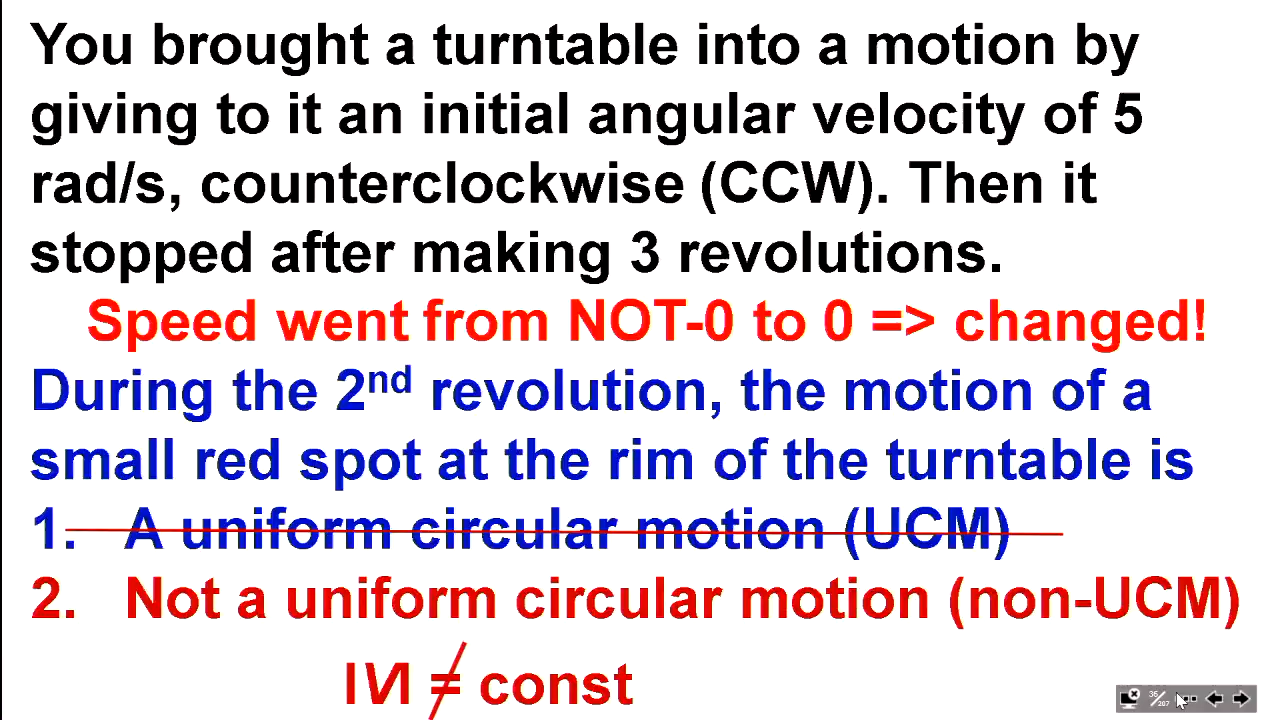 You brought a turntable into a motion by
giving to it an initial angular velocity of 5
rad/s, counterclockwise (CCW). Then it
stopped after making 3 revolutions.
Speed went from NOT-0 to 0 => changed!
During the 2nd revolution, the motion of a
small red spot at the rim of the turntable is
1. A uniform circular motion (UCM)
2. Not a uniform circular motion (non-UCM)
|V| ≠ const
36/207